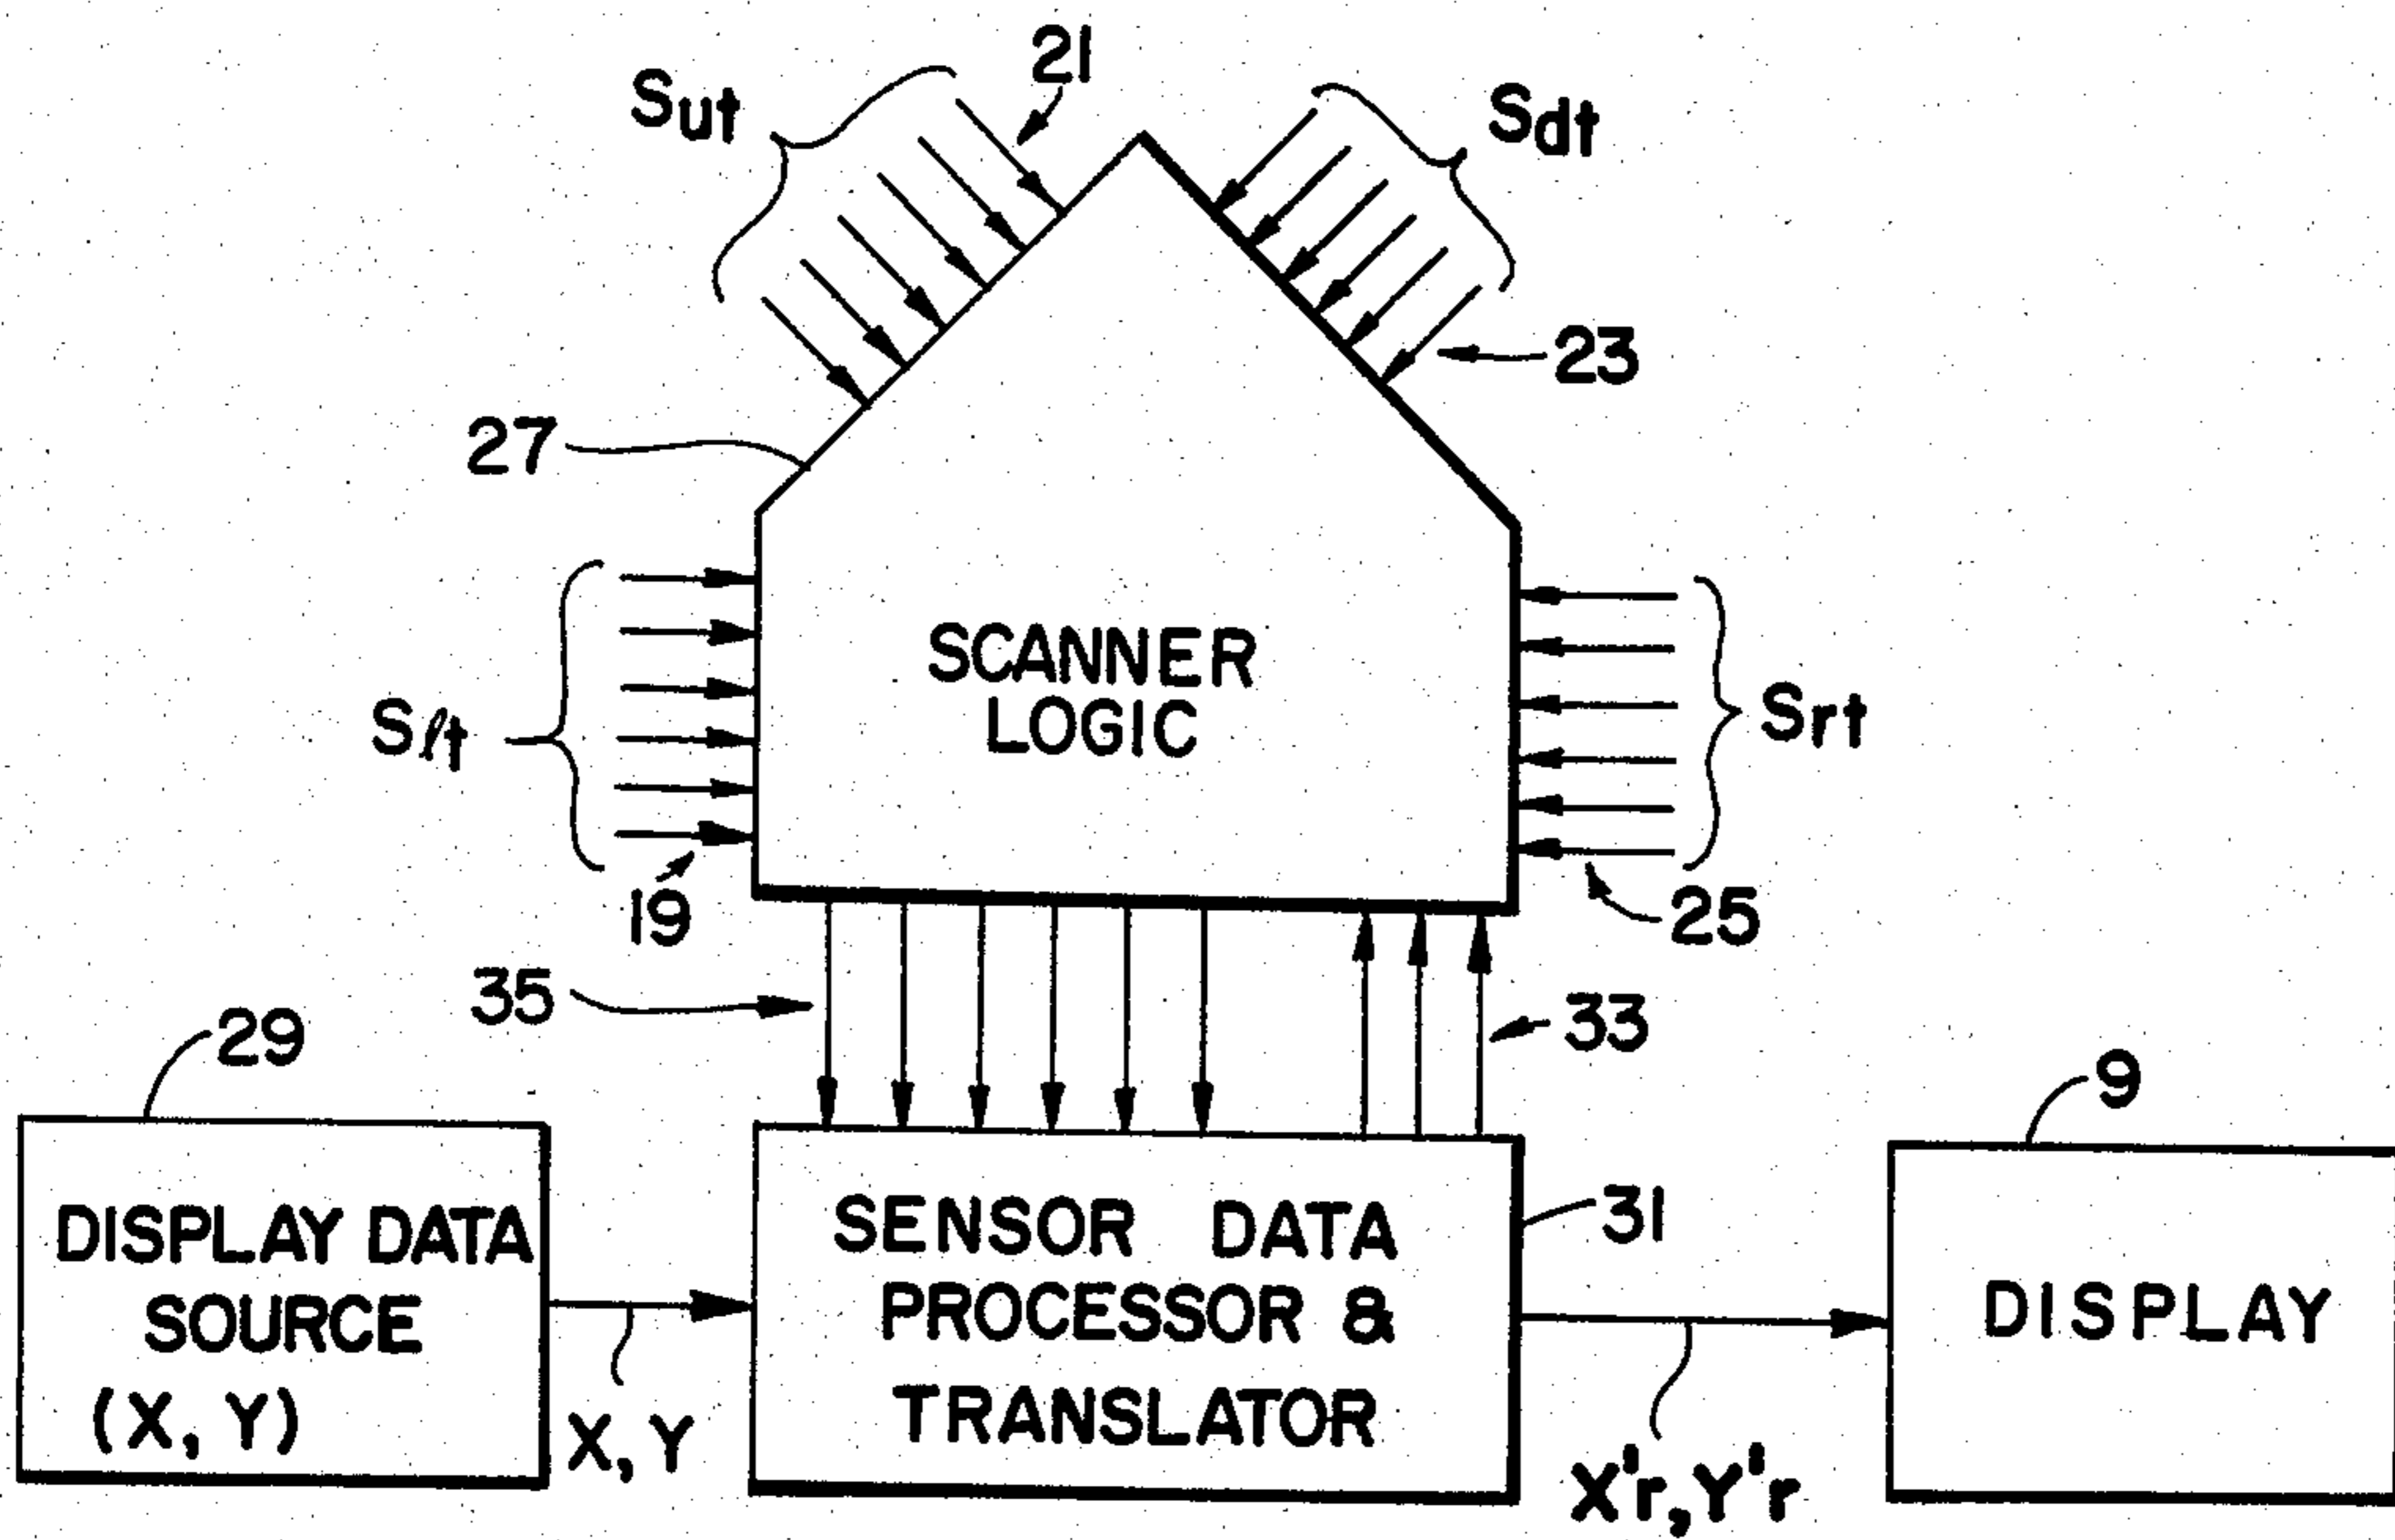 21
Sut
Sdt
23
27
SCANNER
LOGIC
Slt
Srt
19
25
35
33
29
9
DISPLAY DATA
SOURCE
(X, Y)
X, Y
SENSOR DATA
PROCESSOR &
TRANSLATOR
31
X'r, Y'r
DISPLAY